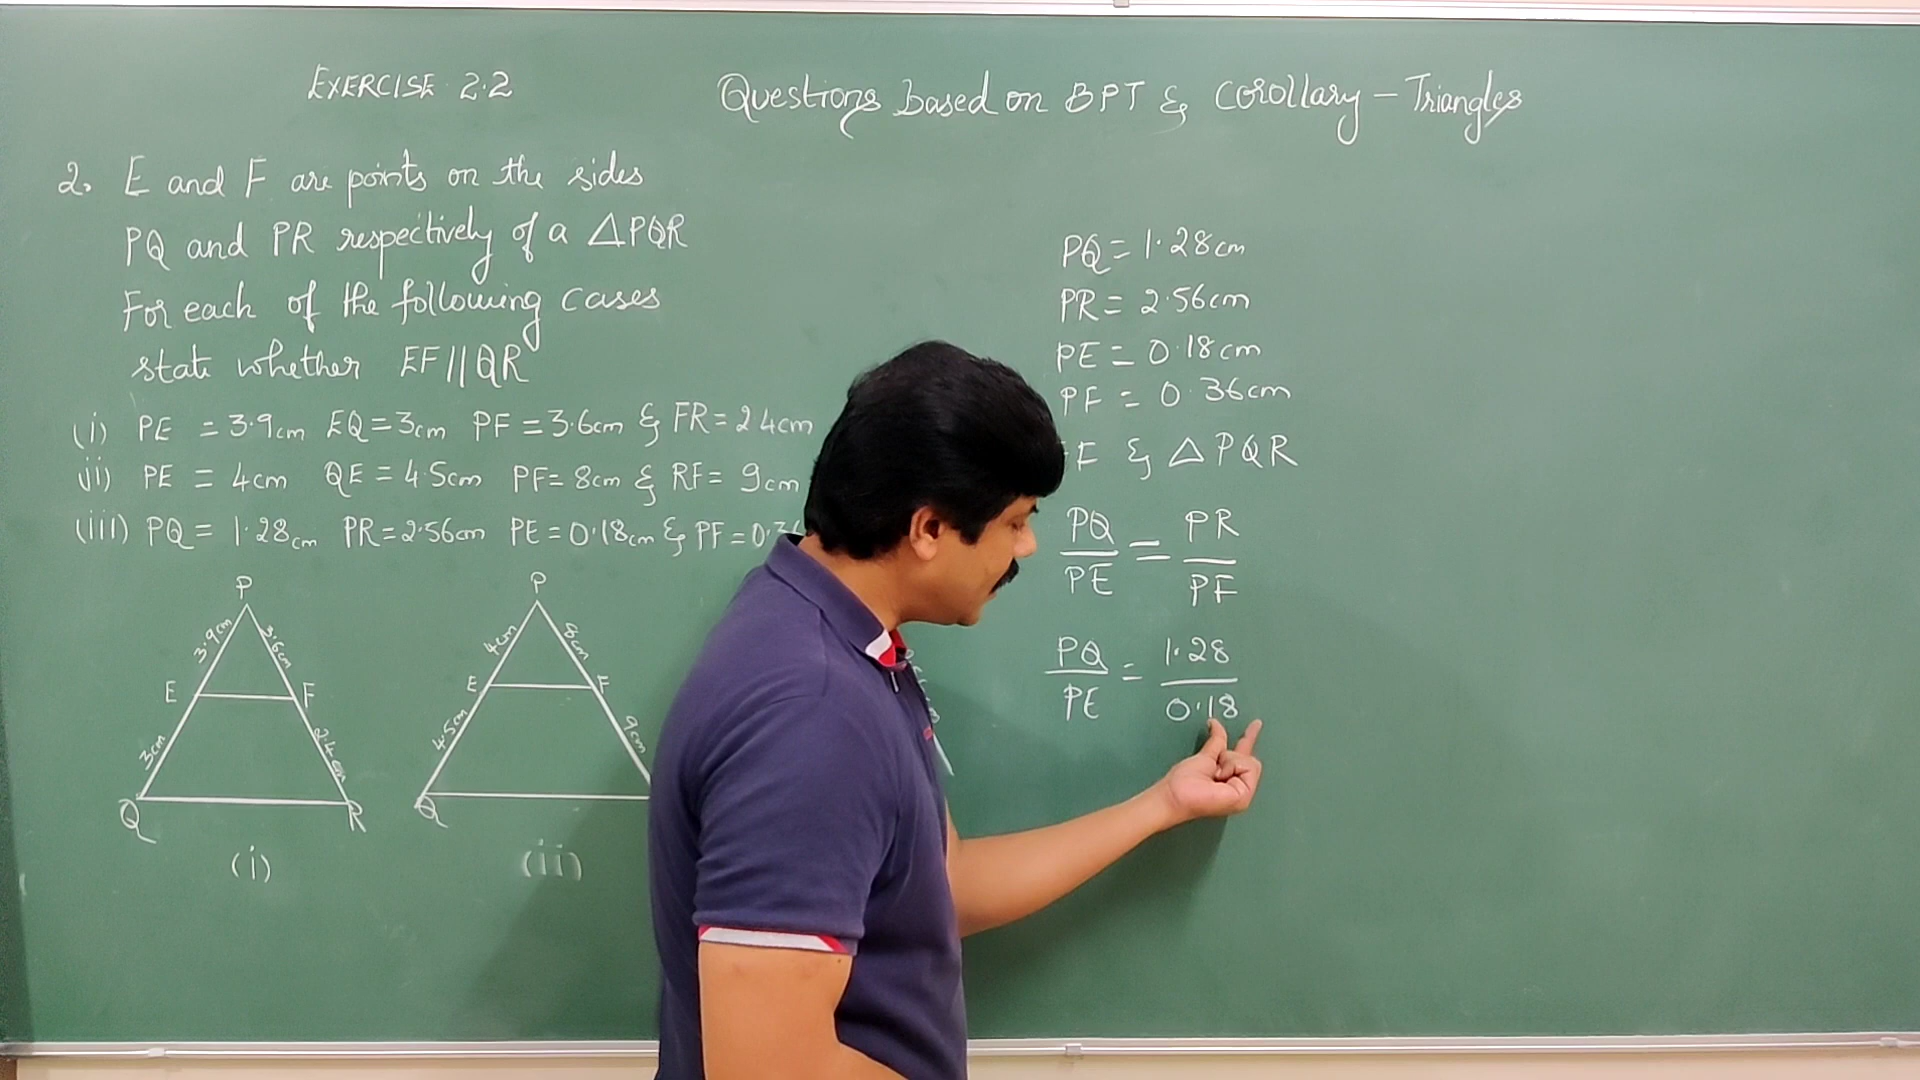 EXERCISE 2.2
Questions based on BPT & Corollary - Triangles
2. E and F are points on the sides
PQ and PR respectively of a △PQR
For each of the following cases
state whether EF || QR
(i) PE = 3.9cm EQ = 3cm PF = 3.6cm & FR = 2.4cm
(ii) PE = 4cm QE = 4.5cm PF = 8cm & RF = 9cm
(iii) PQ = 1.28cm PR = 2.56cm PE = 0.18cm & PF = 0.36
P
3.9cm 3.6cm
E F
3cm 2.4cm
Q R
(i)
P
4cm 8cm
E F
4.5cm 9cm
Q
(ii)
PQ = 1.28cm
PR = 2.56cm
PE = 0.18cm
PF = 0.36cm
F & △PQR
PQ/PE = PR/PF
PQ/PE = 1.28/0.18